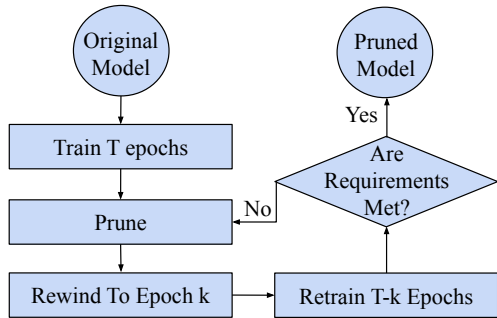 Original
Model
Train T epochs
Prune
Rewind To Epoch k
Retrain T-k Epochs
Are
Requirements
Met?
No
Yes
Pruned
Model